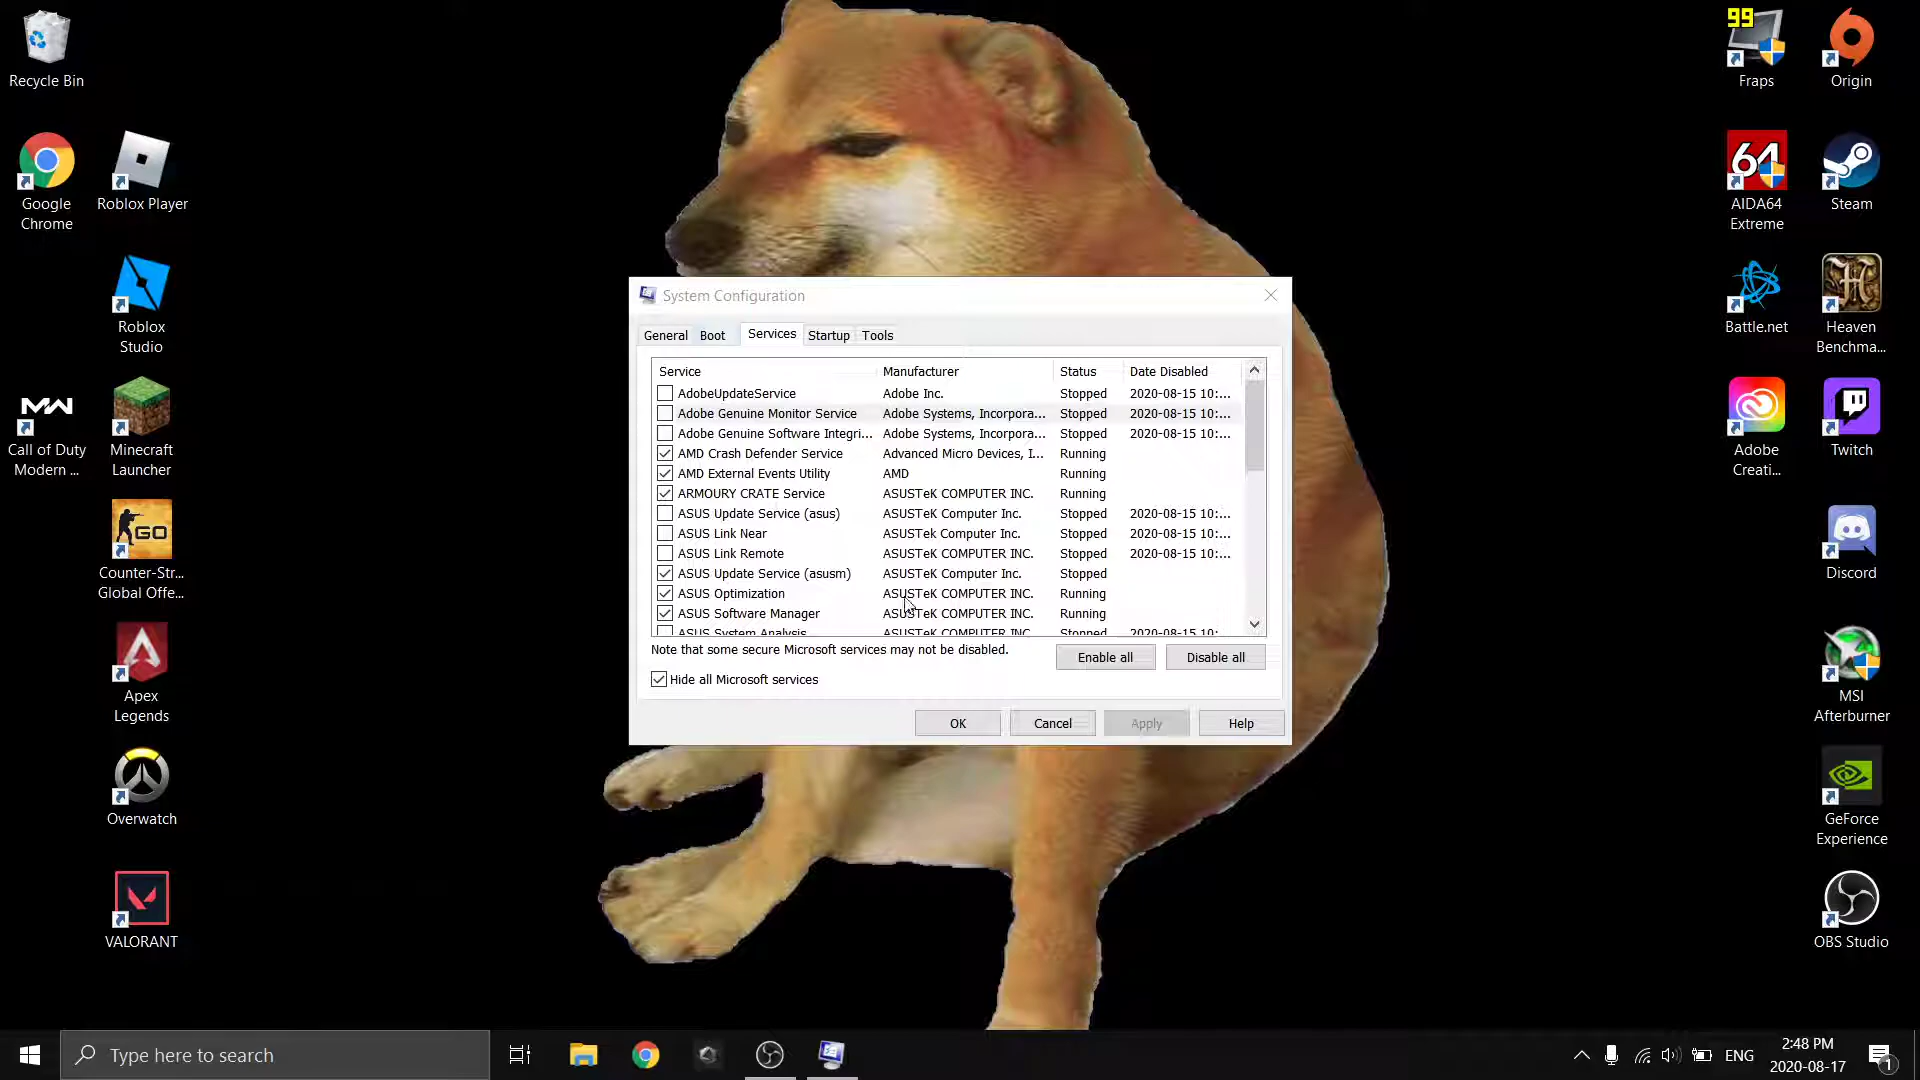 Recycle Bin
Google
Chrome
Roblox Player
Roblox
Studio
MW
Call of Duty
Modern ...
Minecraft
Launcher
GO
Counter-Str...
Global Offe...
Apex
Legends
Overwatch
VALORANT
System Configuration
General
Boot
Services
Startup
Tools
Service Manufacturer Status Date Disabled
AdobeUpdateService Adobe Inc. Stopped 2020-08-15 10:...
Adobe Genuine Monitor Service Adobe Systems, Incorpora... Stopped 2020-08-15 10:...
Adobe Genuine Software Integri... Adobe Systems, Incorpora... Stopped 2020-08-15 10:...
AMD Crash Defender Service Advanced Micro Devices, I... Running
AMD External Events Utility AMD Running
ARMOURY CRATE Service ASUSTeK COMPUTER INC. Running
ASUS Update Service (asus) ASUSTeK Computer Inc. Stopped 2020-08-15 10:...
ASUS Link Near ASUSTek Computer Inc. Stopped 2020-08-15 10:...
ASUS Link Remote ASUSTeK COMPUTER INC. Stopped 2020-08-15 10:...
ASUS Update Service (asusm) ASUSTeK Computer Inc. Stopped
ASUS Optimization ASUSTeK COMPUTER INC. Running
ASUS Software Manager ASUSTeK COMPUTER INC. Running
ASUS System Analysis ASUSTeK COMPUTER INC. Stopped 2020-08-15 10:...
Note that some secure Microsoft services may not be disabled.
Enable all
Disable all
Hide all Microsoft services
OK
Cancel
Apply
Help
99
Fraps
Origin
64
AIDA64
Extreme
Steam
Battle.net
Heaven
Benchma...
Adobe
Creati...
Twitch
Discord
MSI
Afterburner
GeForce
Experience
OBS Studio
Type here to search
ENG
2:48 PM
2020-08-17
1